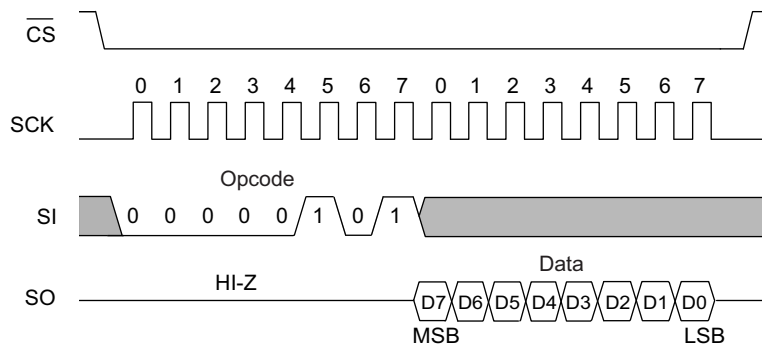 CS
0 1 2 3 4 5 6 7 0 1 2 3 4 5 6 7
SCK
Opcode
SI 0 0 0 0 0 1 0 1
Data
HI-Z
SO D7 D6 D5 D4 D3 D2 D1 D0
MSB LSB